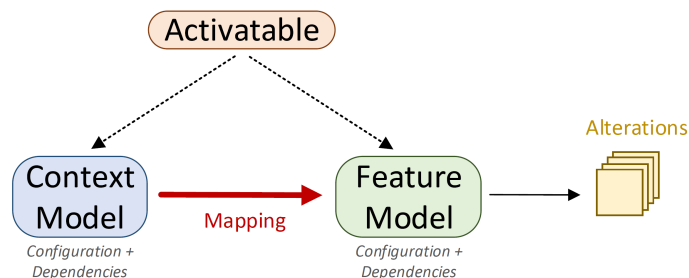 Activatable
Alterations
Context
Model
Mapping
Feature
Model
Configuration +
Dependencies
Configuration +
Dependencies